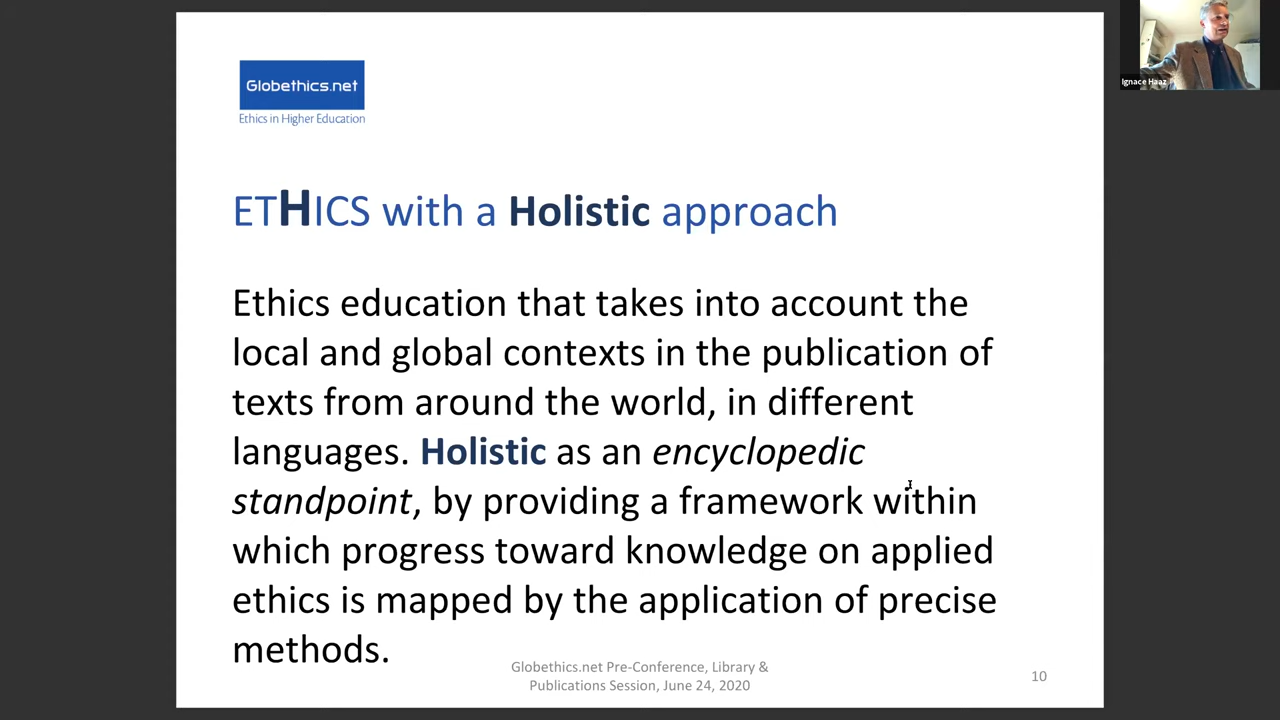 Globethics.net
Ethics in Higher Education
Ignace Haaz
ETHICS with a Holistic approach
Ethics education that takes into account the
local and global contexts in the publication of
texts from around the world, in different
languages. Holistic as an encyclopedic
standpoint, by providing a framework within
which progress toward knowledge on applied
ethics is mapped by the application of precise
methods.
Globethics.net Pre-Conference, Library &
Publications Session, June 24, 2020
10